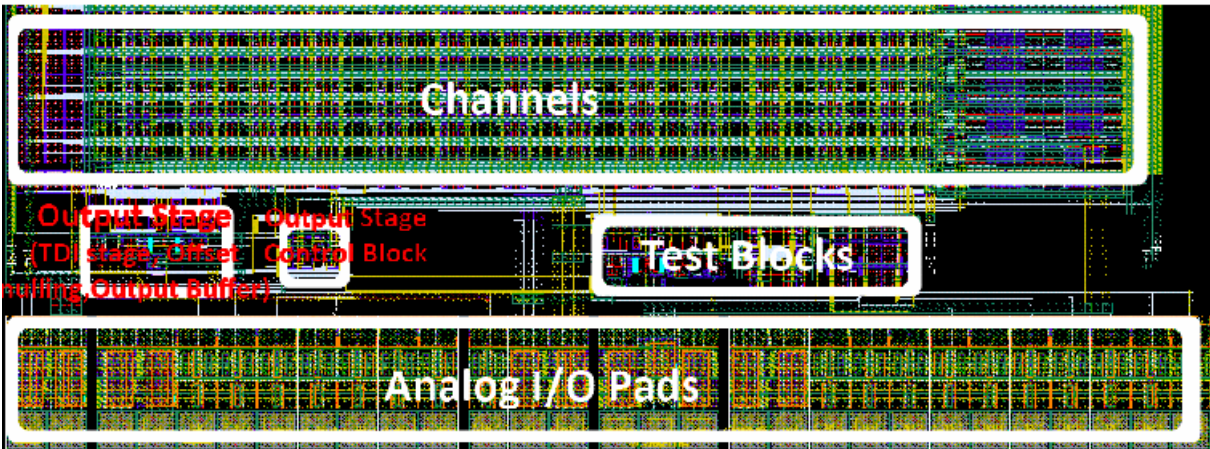 Channels
Output Stage
(TDI stage, Offset
nulling,Output Buffer)
Output Stage
Control Block
Test Blocks
Analog I/O Pads